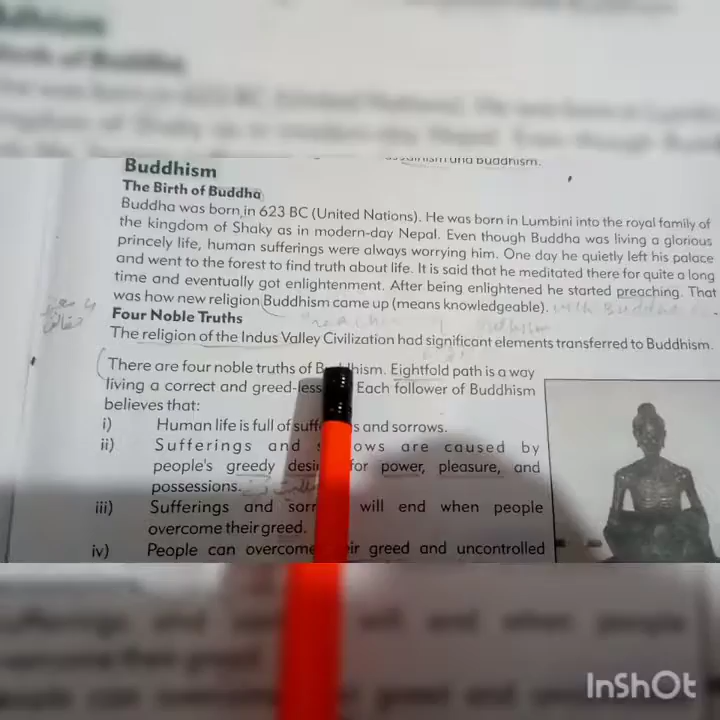 Buddhism.
Buddhism
The Birth of Buddha
Buddha was born in 623 BC (United Nations). He was born in Lumbini into the royal family of
the kingdom of Shaky as in modern-day Nepal. Even though Buddha was living a glorious
princely life, human sufferings were always worrying him. One day he quietly left his palace
and went to the forest to find truth about life. It is said that he meditated there for quite a long
time and eventually got enlightenment. After being enlightened he started preaching. That
was how new religion Buddhism came up (means knowledgeable).
Four Noble Truths
The religion of the Indus Valley Civilization had significant elements transferred to Buddhism.
There are four noble truths of Eightfold path is a way
living a correct and Each follower of Buddhism
believes that:
i) Human life is full of and sorrows.
ii) Sufferings and are caused by
people's greedy for power, pleasure, and
possessions.
iii) Sufferings and will end when people
overcome their greed.
iv) People can overcome greed and uncontrolled
InShOt